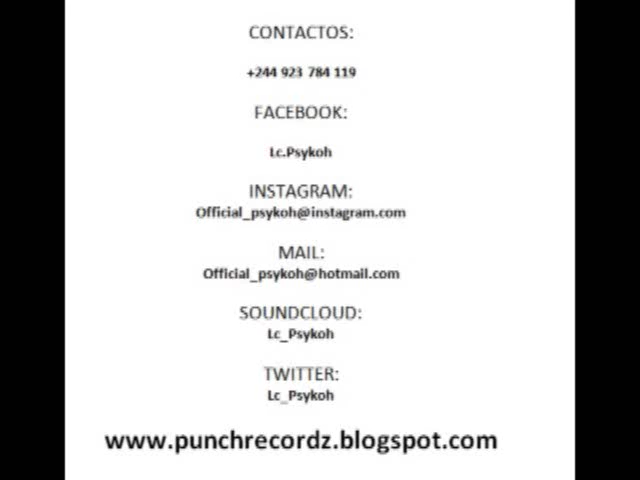 CONTACTOS:
+244 923 784 119
FACEBOOK:
Lc.Psykoh
INSTAGRAM:
Official_psykoh@instagram.com
MAIL:
Official_psykoh@hotmail.com
SOUNDCLOUD:
Lc_Psykoh
TWITTER:
Lc_Psykoh
www.punchrecordz.blogspot.com